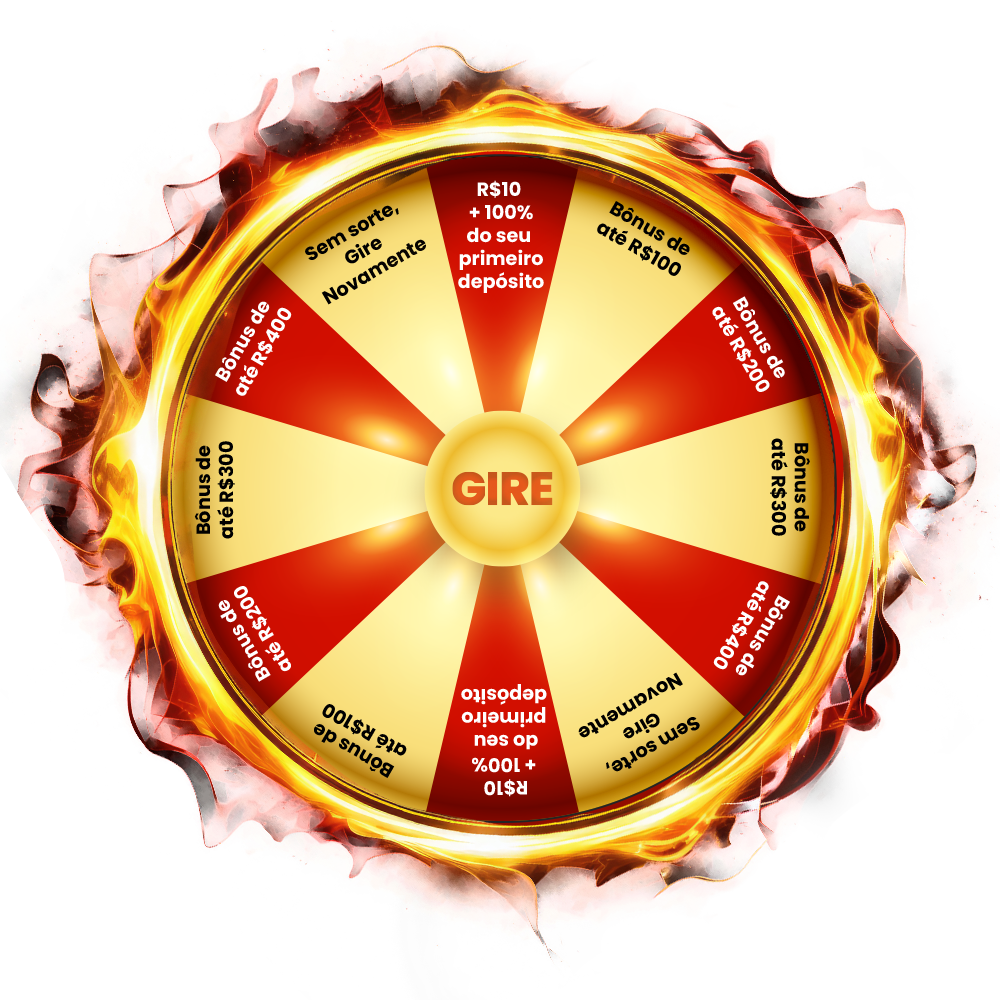 R$10
+ 100%
do seu
primeiro
depósito
Bônus de
até R$100
Bônus de
até R$200
Bônus de
até R$300
Bônus de
até R$400
Sem sorte,
Gire
Novamente
R$10
+ 100%
do seu
primeiro
depósito
Bônus de
até R$100
Bônus de
até R$200
Bônus de
até R$300
Bônus de
até R$400
Sem sorte,
Gire
Novamente
GIRE